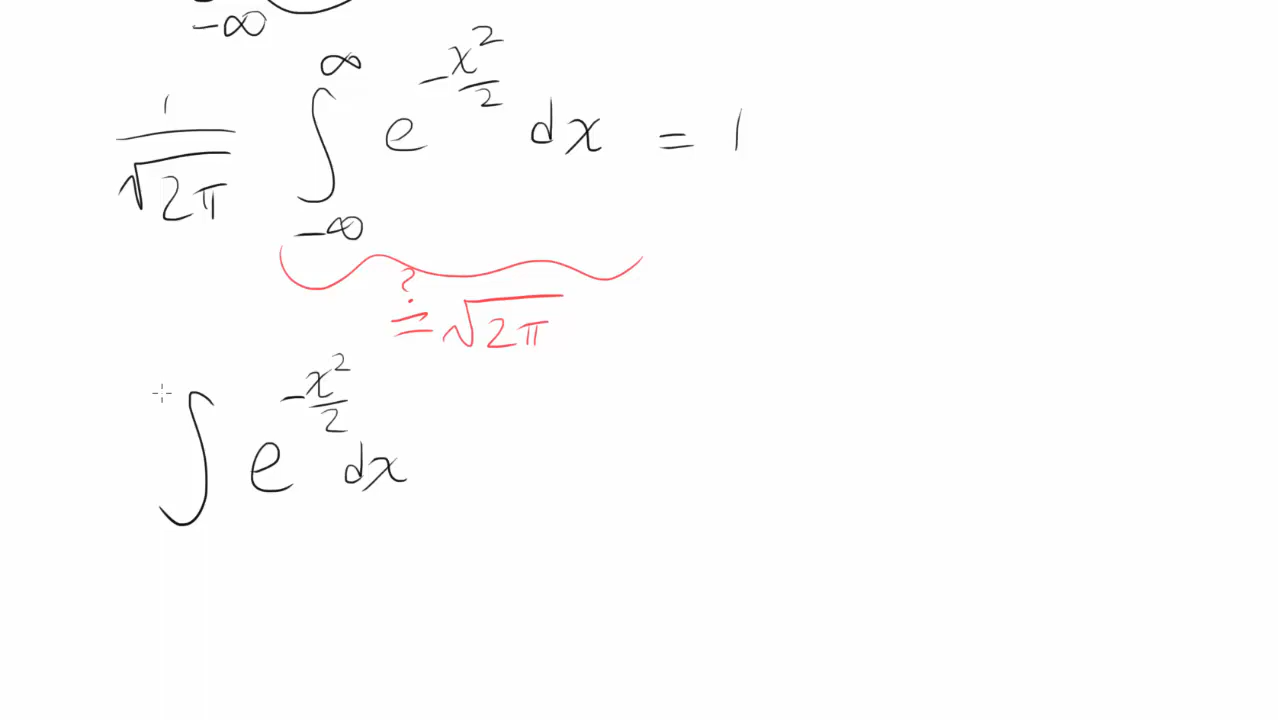 -∞
1/√2π ∫_{-∞}^{∞} e^{-x²/2} dx = 1
≟ √2π
∫ e^{-x²/2} dx